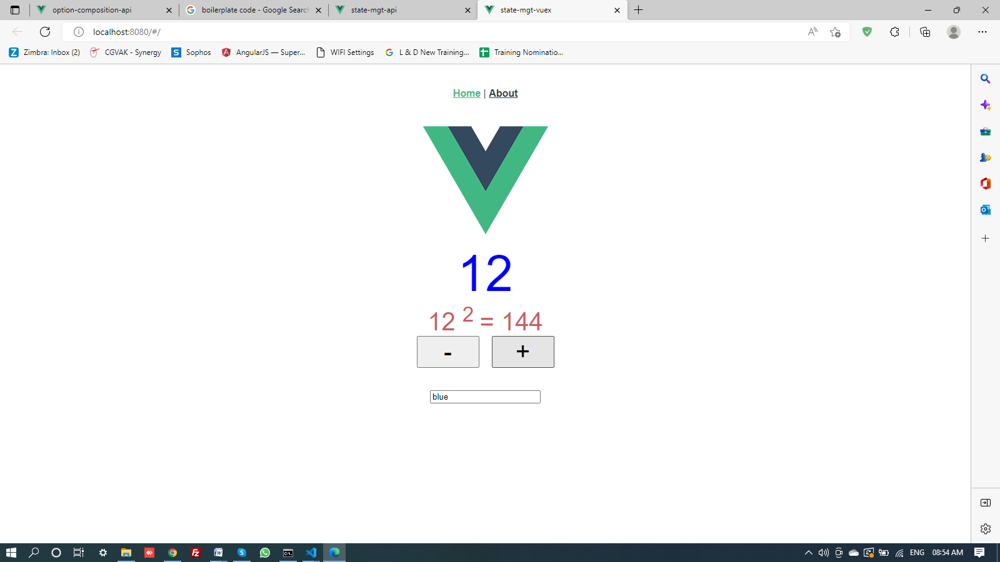 option-composition-api
boilerplate code - Google Search
state-mgt-api
state-mgt-vuex
localhost:8080/#/
Zimbra: Inbox (2)
CGVAK - Synergy
Sophos
AngularJS — Super...
WIFI Settings
L & D New Training...
Training Nominatio...
Home | About
12
12 2 = 144
- +
blue
ENG 08:54 AM